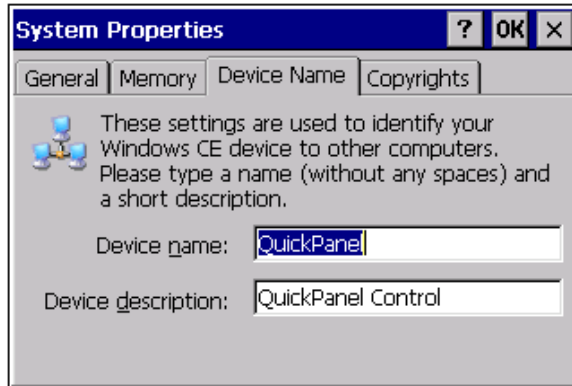 System Properties ? OK ×
General Memory Device Name Copyrights
These settings are used to identify your
Windows CE device to other computers.
Please type a name (without any spaces) and
a short description.
Device name: QuickPanel
Device description: QuickPanel Control